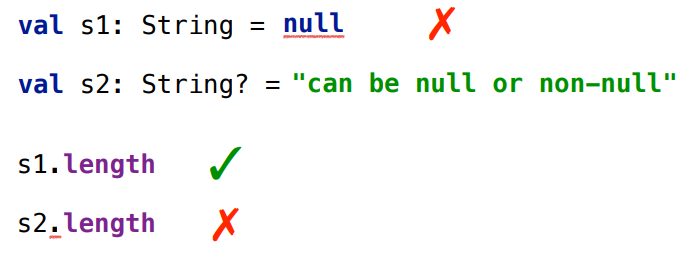 val s1: String = null ✗
val s2: String? = "can be null or non-null"
s1.length ✓
s2.length ✗